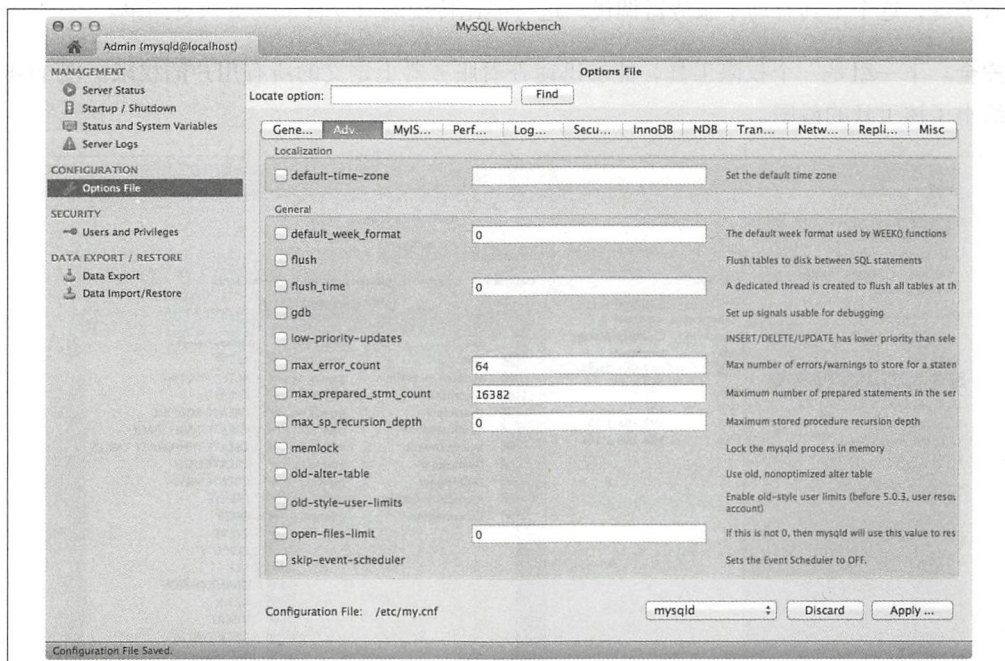 MySQL Workbench
Admin (mysqld@localhost)
MANAGEMENT
Server Status
Startup / Shutdown
Status and System Variables
Server Logs
CONFIGURATION
Options File
SECURITY
Users and Privileges
DATA EXPORT / RESTORE
Data Export
Data Import/Restore
Options File
Locate option:
Find
Gene... Adv... MyIS... Perf... Log... Secu... InnoDB NDB Tran... Netw... Repli... Misc
Localization
default-time-zone Set the default time zone
General
default_week_format 0 The default week format used by WEEK() functions
flush Flush tables to disk between SQL statements
flush_time 0 A dedicated thread is created to flush all tables at th
gdb Set up signals usable for debugging
low-priority-updates INSERT/DELETE/UPDATE has lower priority than sele
max_error_count 64 Max number of errors/warnings to store for a statem
max_prepared_stmt_count 16382 Maximum number of prepared statements in the ser
max_sp_recursion_depth 0 Maximum stored procedure recursion depth
memlock Lock the mysqld process in memory
old-alter-table Use old, nonoptimized alter table
old-style-user-limits Enable old-style user limits (before 5.0.3, user resou
account)
open-files-limit 0 If this is not 0, then mysqld will use this value to res
skip-event-scheduler Sets the Event Scheduler to OFF.
Configuration File: /etc/my.cnf mysqld Discard Apply ...
Configuration File Saved.